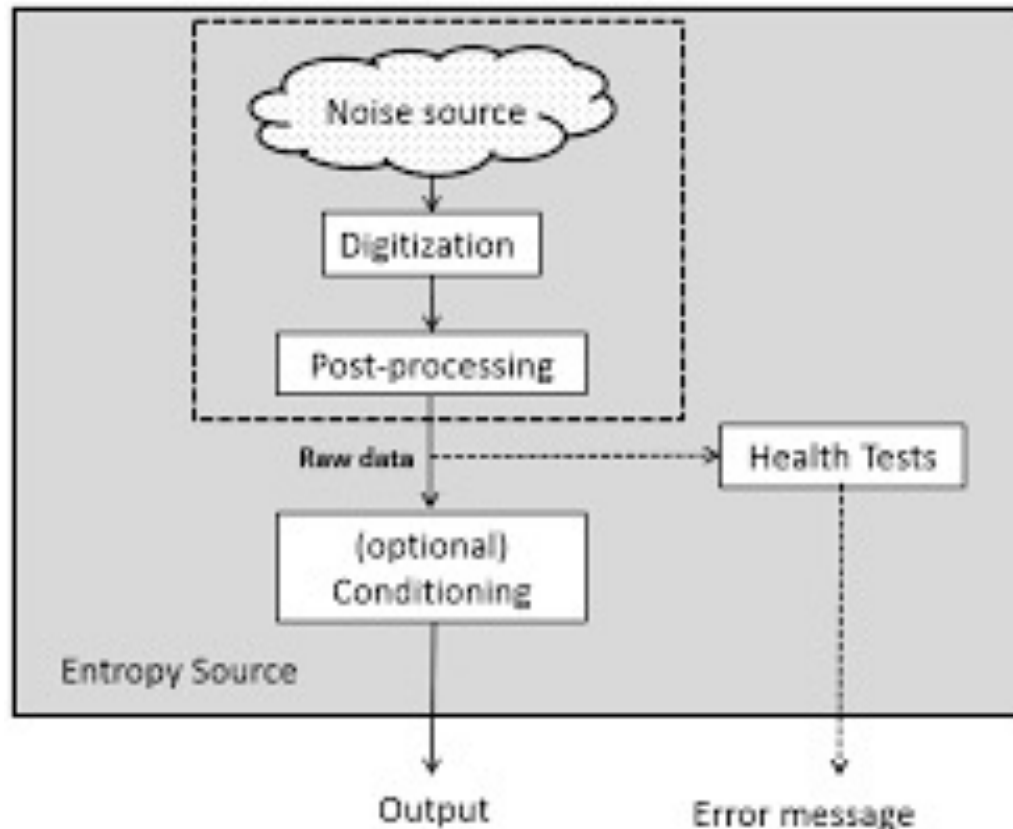 Noise source
Digitization
Post-processing
Raw data
Health Tests
(optional)
Conditioning
Entropy Source
Output
Error message